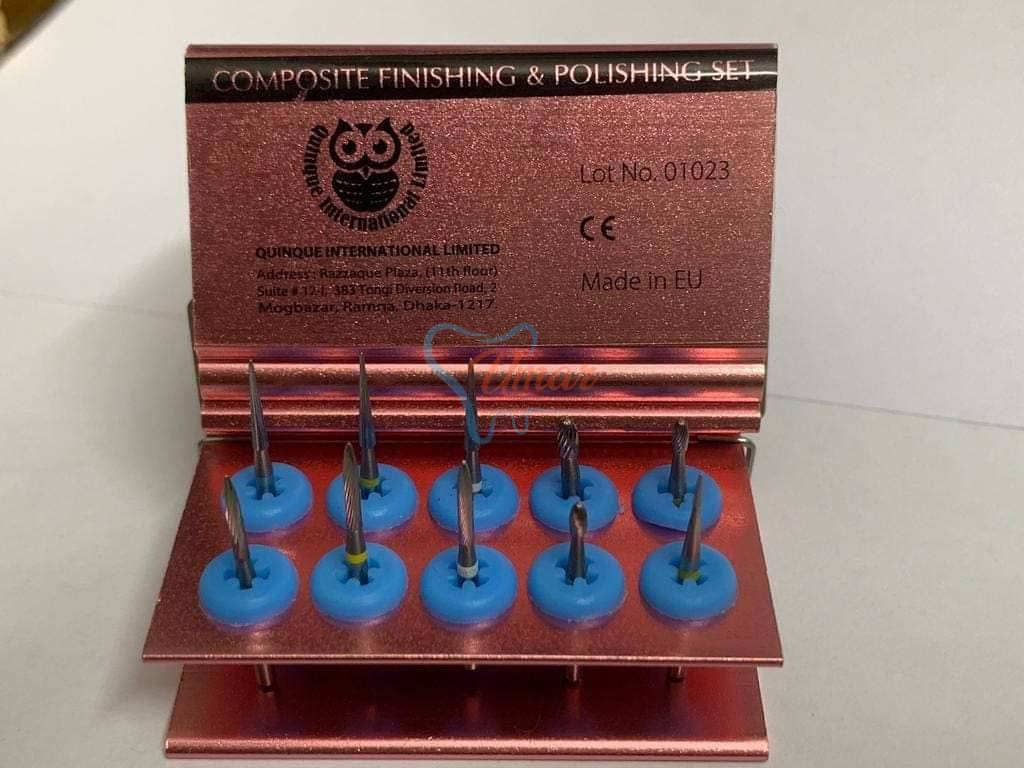 COMPOSITE FINISHING & POLISHING SET
Quinque International Limited
QUINQUE INTERNATIONAL LIMITED
Address : Razzaque Plaza, (11th floor)
Suite # 12-I, 383 Tongi Diversion Road, 2
Mogbazar, Ramna, Dhaka-1217.
Lot No. 01023
CE
Made in EU
Umar